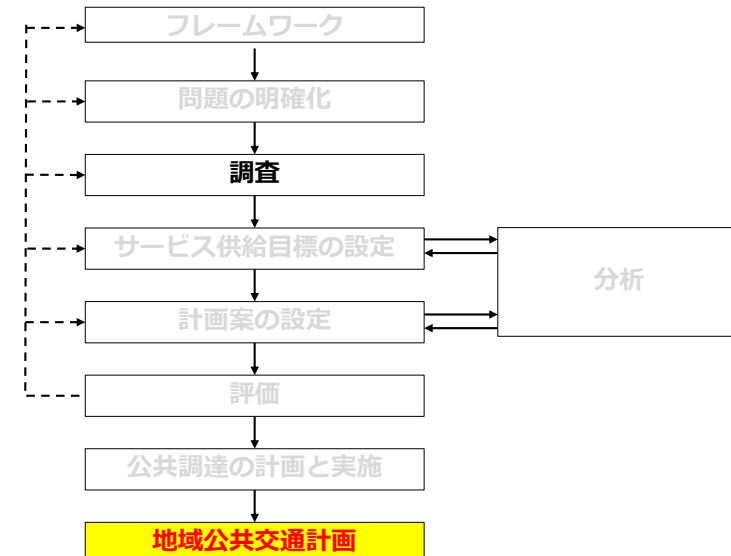 フレームワーク
問題の明確化
調査
サービス供給目標の設定
分析
計画案の設定
評価
公共調達の計画と実施
地域公共交通計画